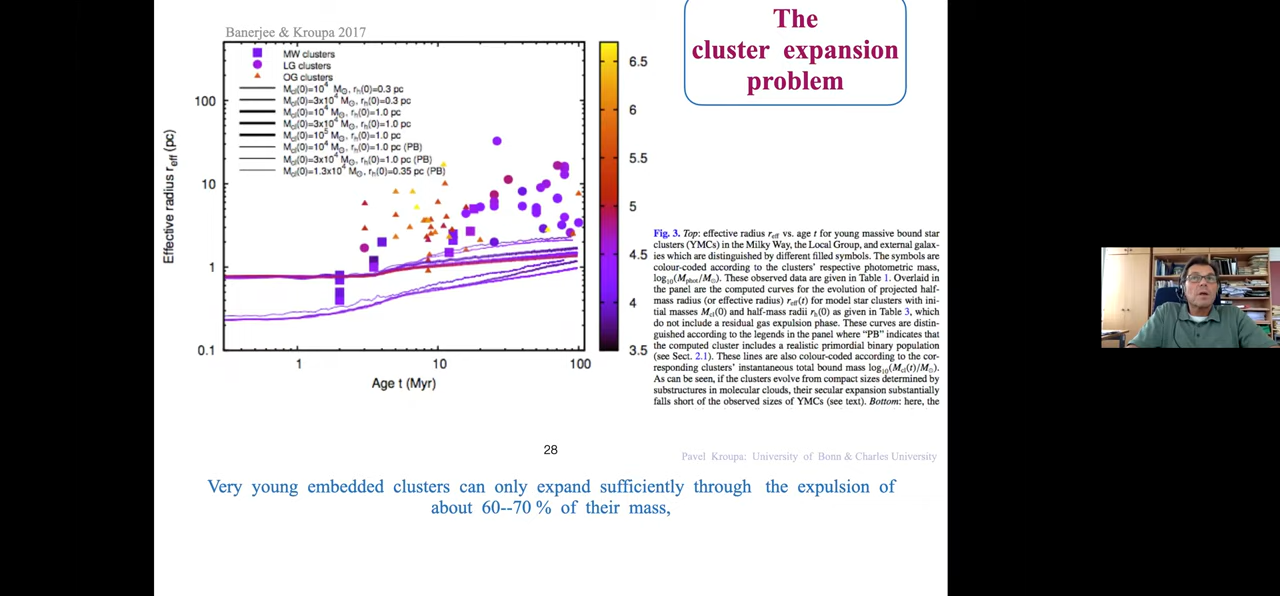 Banerjee & Kroupa 2017
The
cluster expansion
problem
MW clusters
LG clusters
OG clusters
M_cl(0)=10^4 M_⊙, r_h(0)=0.3 pc
M_cl(0)=3x10^4 M_⊙, r_h(0)=0.3 pc
M_cl(0)=10^4 M_⊙, r_h(0)=1.0 pc
M_cl(0)=3x10^4 M_⊙, r_h(0)=1.0 pc
M_cl(0)=10^5 M_⊙, r_h(0)=1.0 pc
M_cl(0)=10^4 M_⊙, r_h(0)=1.0 pc (PB)
M_cl(0)=3x10^4 M_⊙, r_h(0)=1.0 pc (PB)
M_cl(0)=1.3x10^4 M_⊙, r_h(0)=0.35 pc (PB)
Effective radius r_eff (pc)
100
10
1
0.1
1
10
100
Age t (Myr)
6.5
6
5.5
5
4.5
4
3.5
Fig. 3. Top: effective radius r_eff vs. age t for young massive bound star
clusters (YMCs) in the Milky Way, the Local Group, and external galax-
ies which are distinguished by different filled symbols. The symbols are
colour-coded according to the clusters' respective photometric mass,
log_10(M_phot/M_⊙). These observed data are given in Table 1. Overlaid in
the panel are the computed curves for the evolution of projected half-
mass radius (or effective radius) r_eff(t) for model star clusters with ini-
tial masses M_cl(0) and half-mass radii r_h(0) as given in Table 3, which
do not include a residual gas expulsion phase. These curves are distin-
guished according to the legends in the panel where "PB" indicates that
the computed cluster includes a realistic primordial binary population
(see Sect. 2.1). These lines are also colour-coded according to the cor-
responding clusters' instantaneous total bound mass log_10(M_cl(t)/M_⊙).
As can be seen, if the clusters evolve from compact sizes determined by
substructures in molecular clouds, their secular expansion substantially
falls short of the observed sizes of YMCs (see text). Bottom: here, the
28
Pavel Kroupa: University of Bonn & Charles University
Very young embedded clusters can only expand sufficiently through the expulsion of
about 60--70 % of their mass,